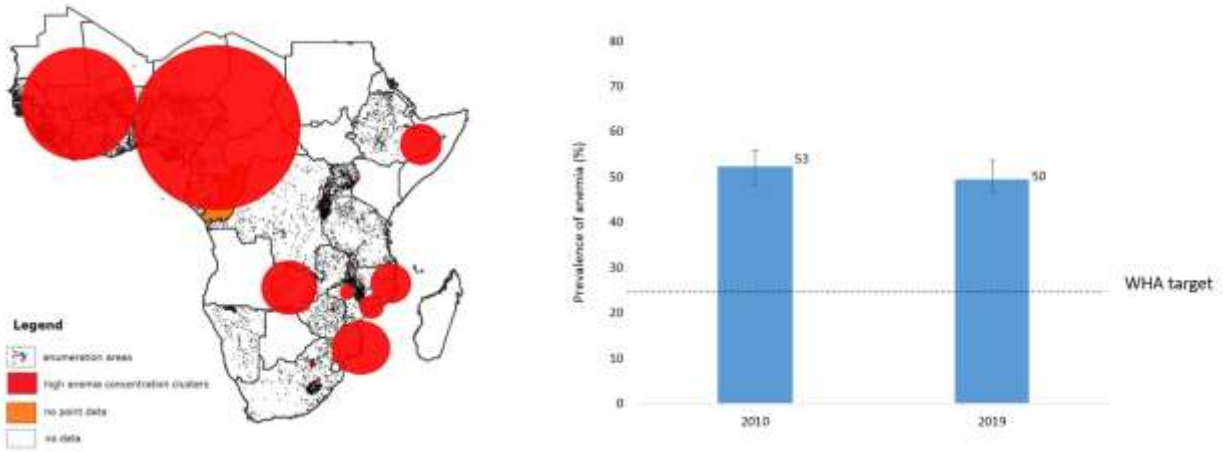 Legend
enumeration areas
high anemia concentration clusters
no point data
no data
Prevalence of anemia (%)
80
70
60
50
40
30
20
10
0
53
50
WHA target
2010
2019